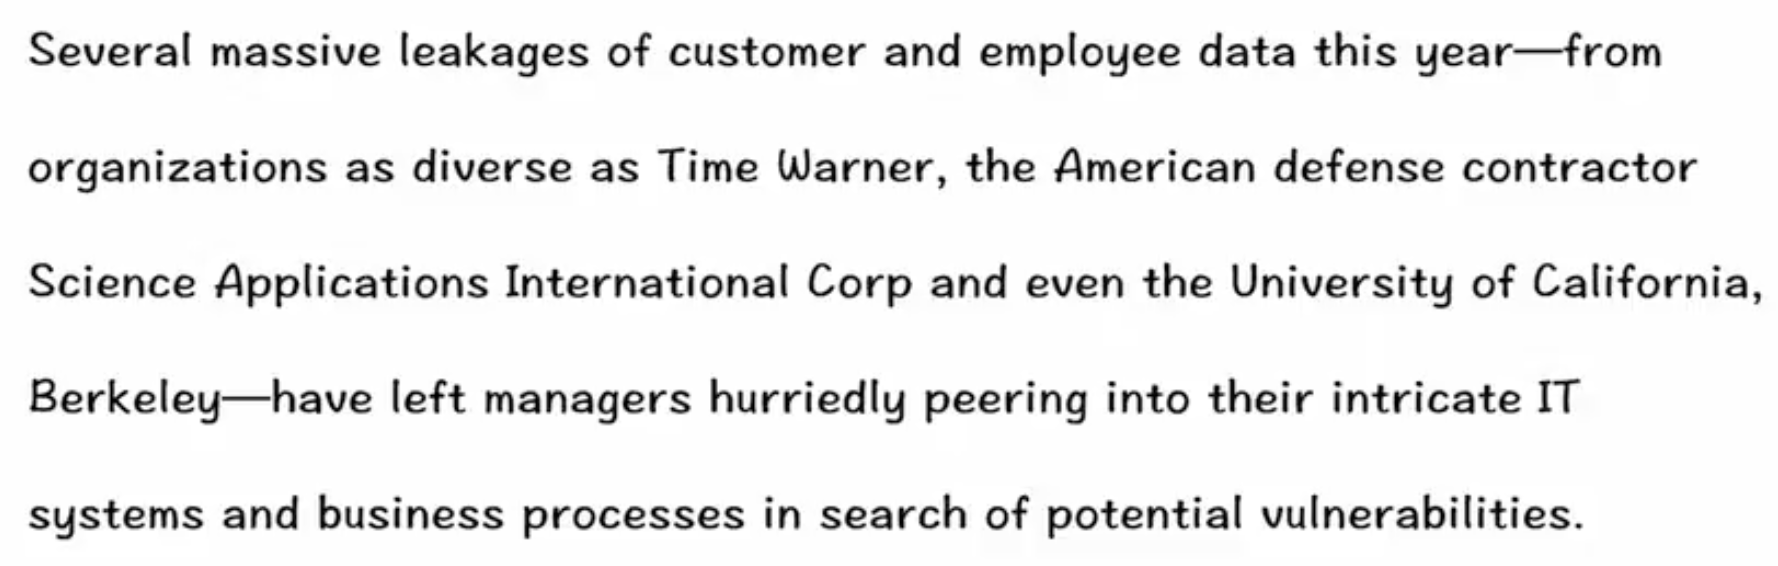 Several massive leakages of customer and employee data this year—from
organizations as diverse as Time Warner, the American defense contractor
Science Applications International Corp and even the University of California,
Berkeley—have left managers hurriedly peering into their intricate IT
systems and business processes in search of potential vulnerabilities.